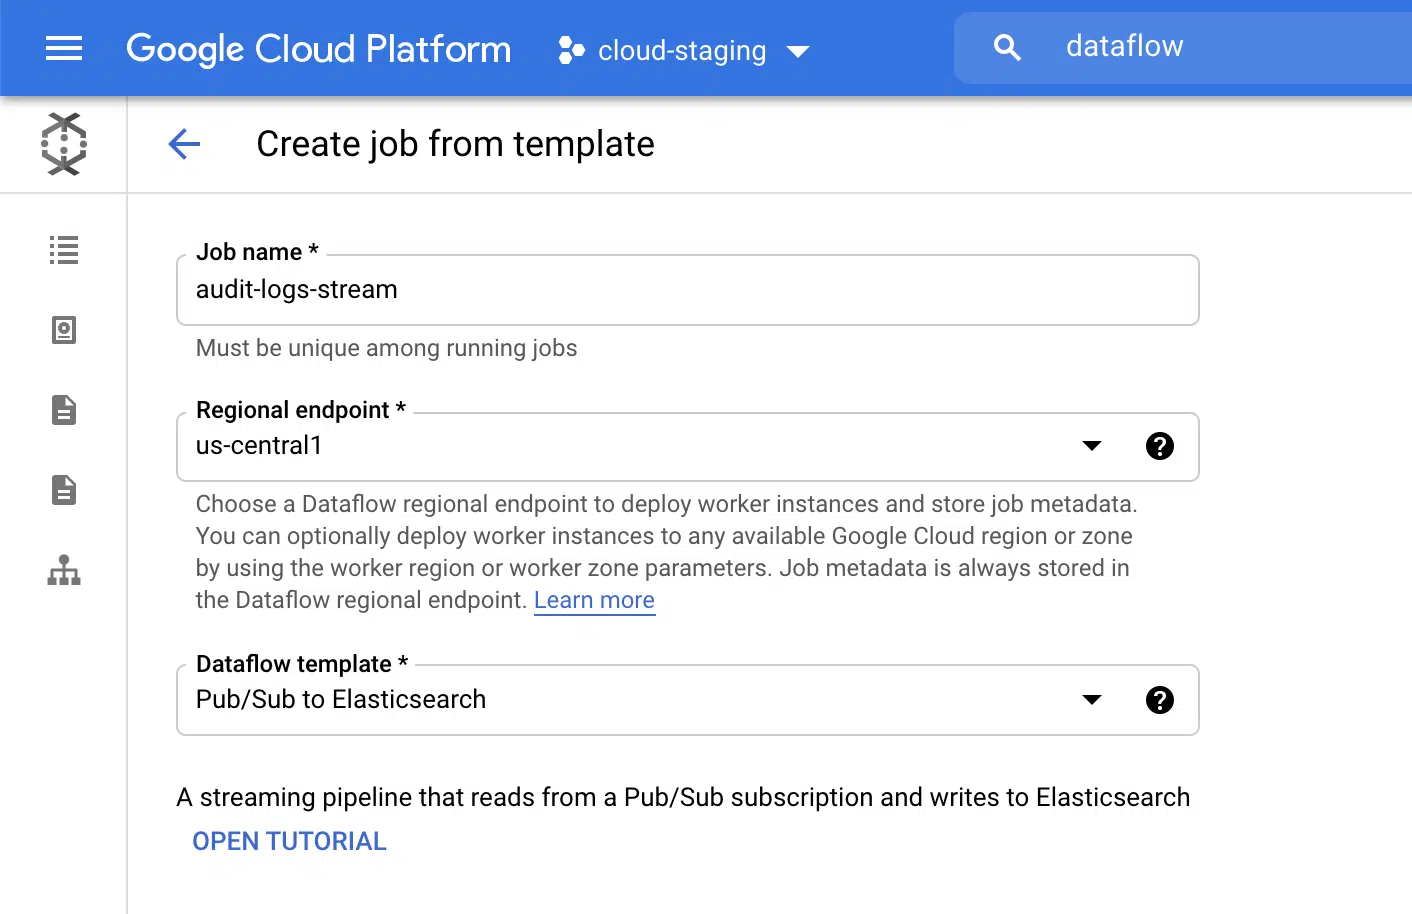 Google Cloud Platform cloud-staging dataflow
Create job from template
Job name *
audit-logs-stream
Must be unique among running jobs
Regional endpoint *
us-central1
Choose a Dataflow regional endpoint to deploy worker instances and store job metadata.
You can optionally deploy worker instances to any available Google Cloud region or zone
by using the worker region or worker zone parameters. Job metadata is always stored in
the Dataflow regional endpoint. Learn more
Dataflow template *
Pub/Sub to Elasticsearch
A streaming pipeline that reads from a Pub/Sub subscription and writes to Elasticsearch
OPEN TUTORIAL